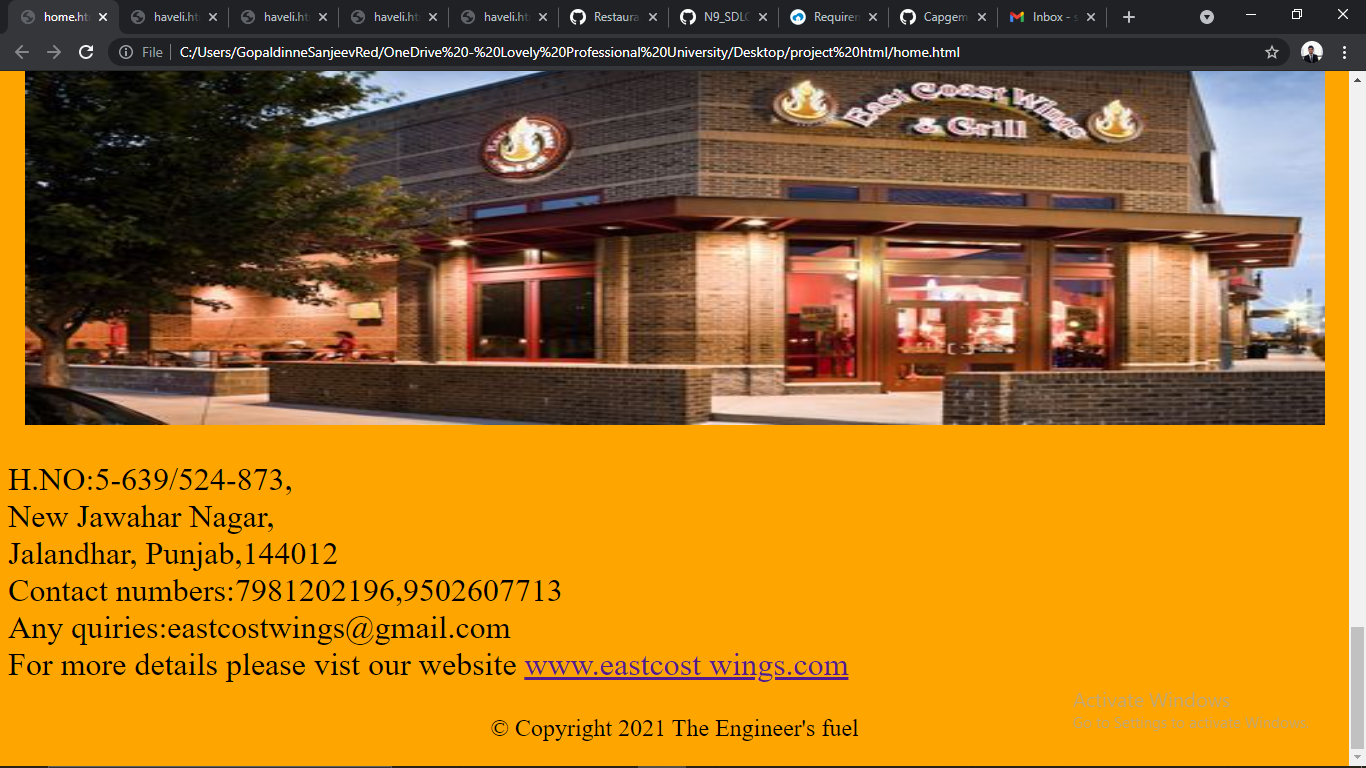 home.ht
haveli.ht
haveli.ht
haveli.ht
haveli.ht
Restaura
N9_SDLC
Requirem
Capgem
Inbox - s
File
C:/Users/GopaldinneSanjeevRed/OneDrive%20-%20Lovely%20Professional%20University/Desktop/project%20html/home.html
East Coast Wings
& Grill
H.NO:5-639/524-873,
New Jawahar Nagar,
Jalandhar, Punjab,144012
Contact numbers:7981202196,9502607713
Any quiries:eastcostwings@gmail.com
For more details please vist our website www.eastcost wings.com
© Copyright 2021 The Engineer's fuel
Activate Windows
Go to Settings to activate Windows.